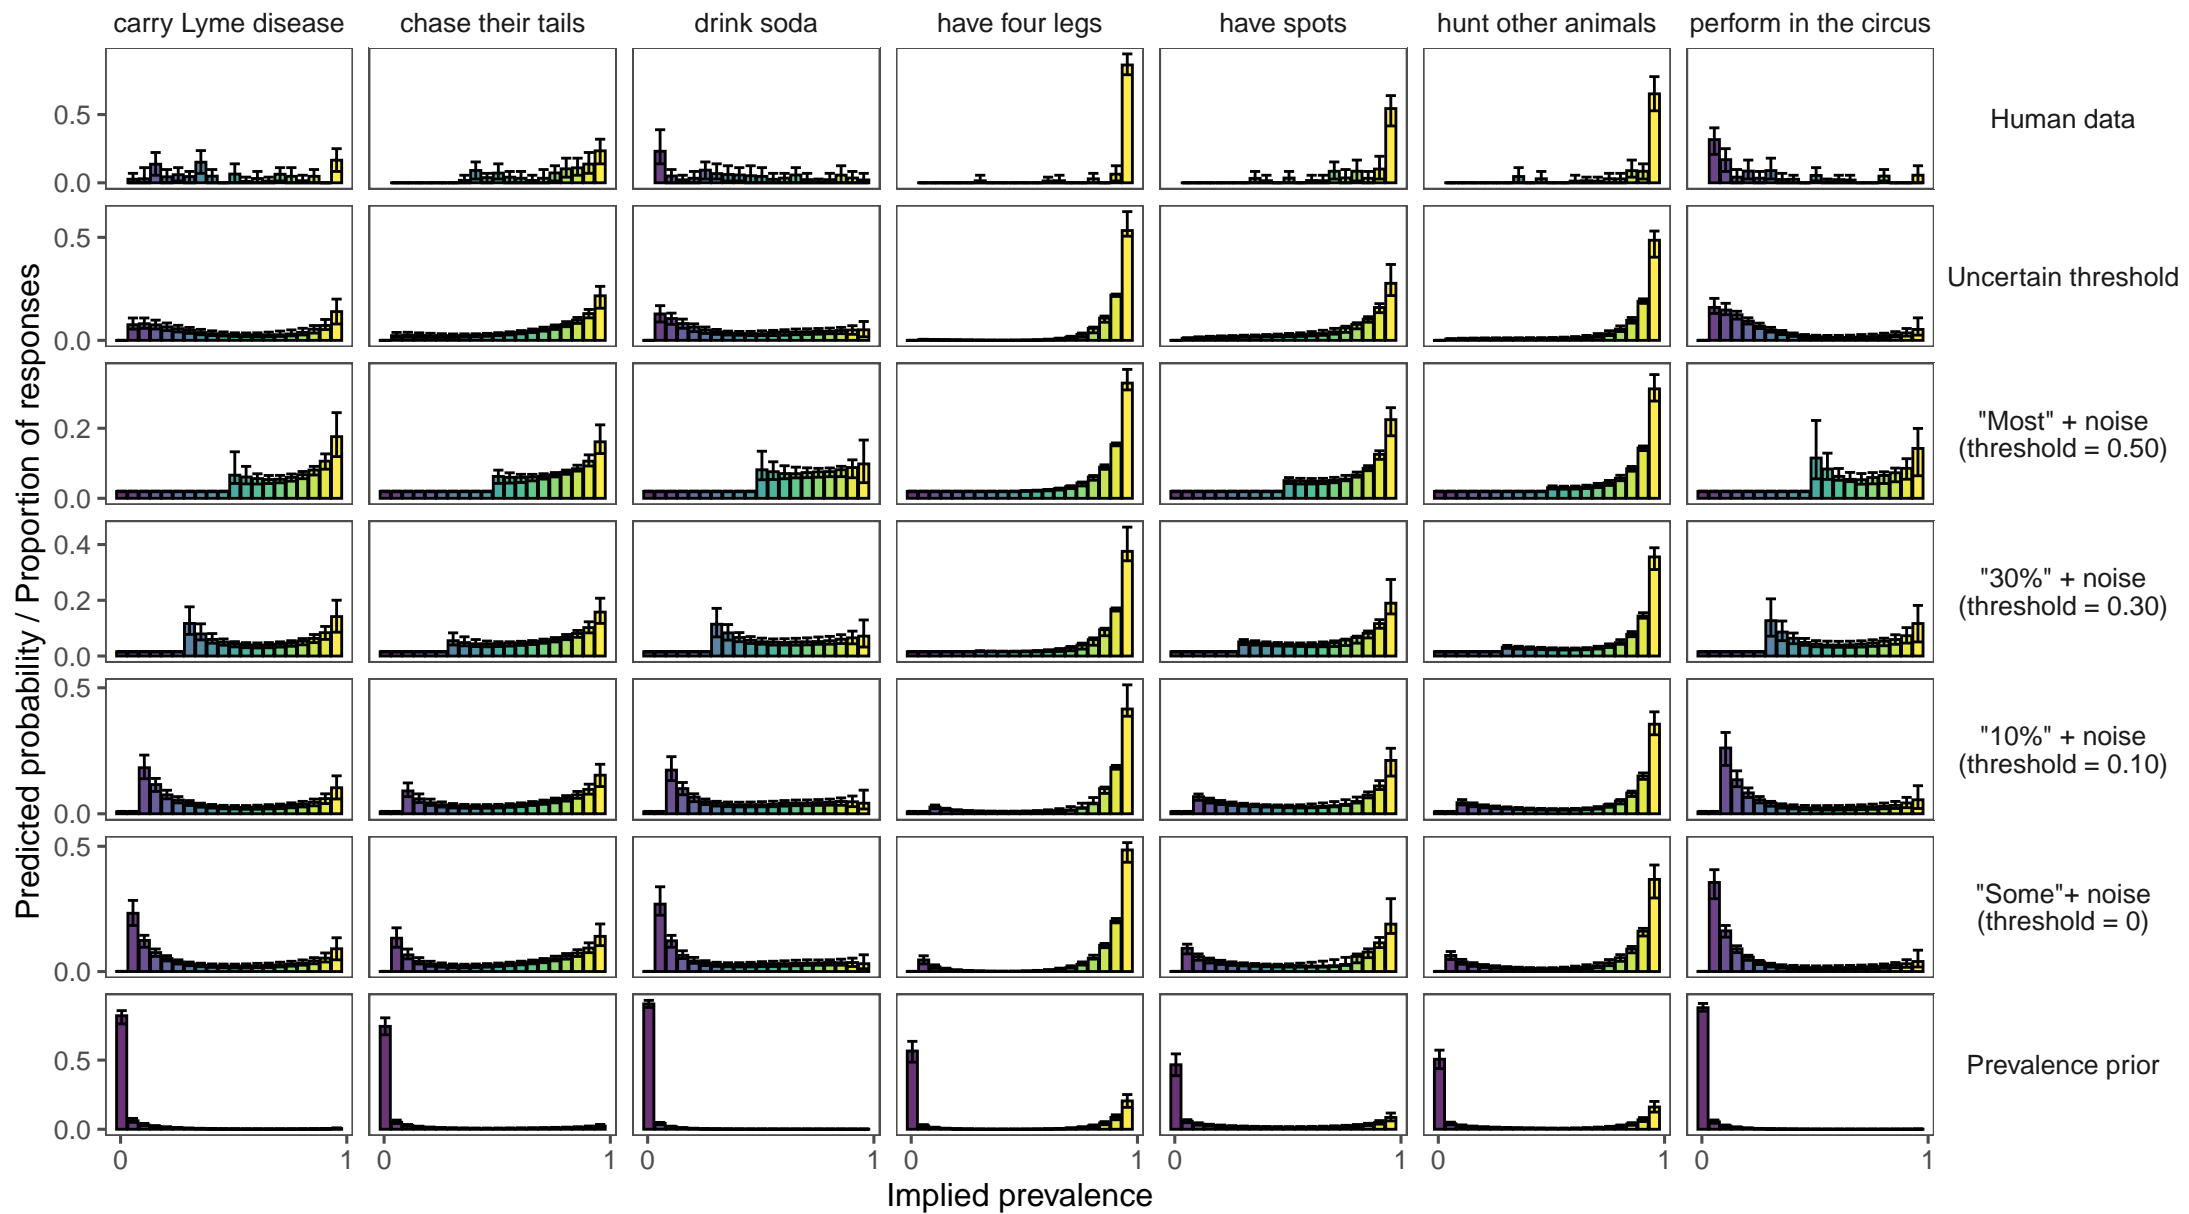 carry Lyme disease
chase their tails
drink soda
have four legs
have spots
hunt other animals
perform in the circus
Predicted probability / Proportion of responses
0.5
0.0
Human data
0.5
0.0
Uncertain threshold
0.2
0.0
"Most" + noise
(threshold = 0.50)
0.4
0.2
0.0
"30%" + noise
(threshold = 0.30)
0.5
0.0
"10%" + noise
(threshold = 0.10)
0.5
0.0
"Some"+ noise
(threshold = 0)
0.5
0.0
Prevalence prior
0 1 0 1 0 1 0 1 0 1 0 1 0 1
Implied prevalence